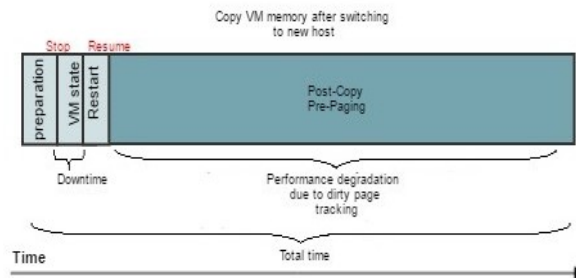 Copy VM memory after switching
to new host
Stop
Resume
preparation
VM state
Restart
Post-Copy
Pre-Paging
Downtime
Performance degradation
due to dirty page
tracking
Total time
Time